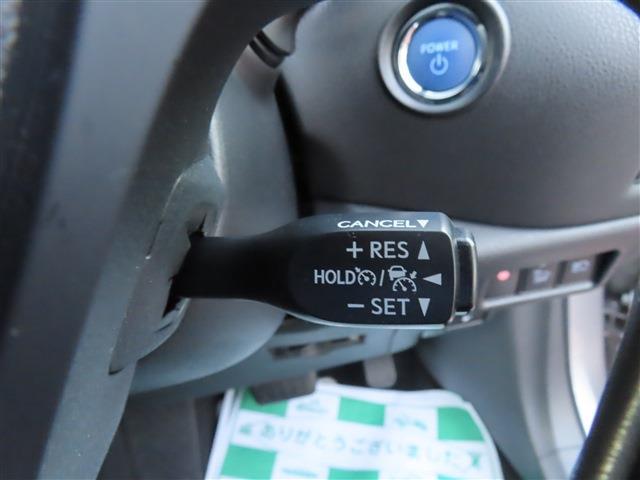 POWER
CANCEL▼
+ RES ▲
HOLD / ◀
− SET ▼
ありがとうございました